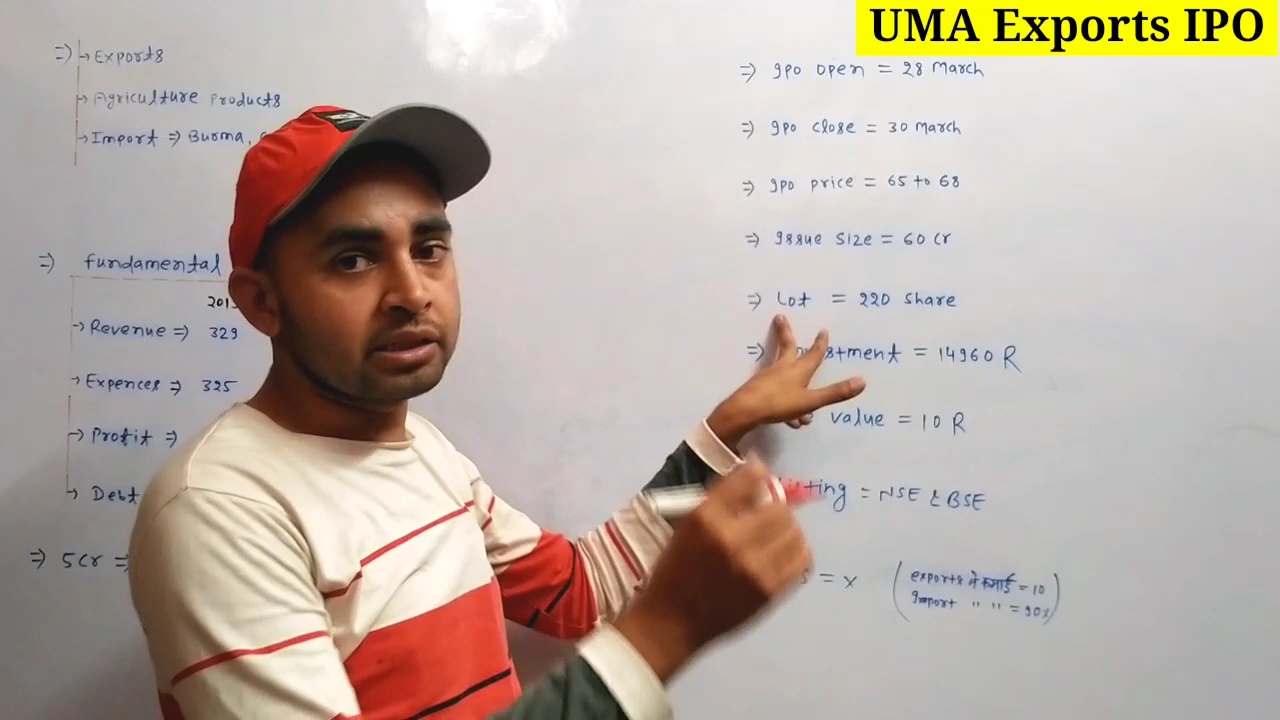 UMA Exports IPO
=> → Exports
→ Agriculture Products
→ Import => Burma,
=> fundamental
→ Revenue => 329
→ Expences => 325
→ Profit =>
→ Debt
=> 5cr =>
=> Ipo open = 28 March
=> Ipo close = 30 March
=> Ipo price = 65 to 68
=> Issue Size = 60 cr
=> Lot = 220 Share
=> = 14960 R
value = 10 R
= NSE & BSE
= x (exports से कमाई = 10
Import " " = 90%)